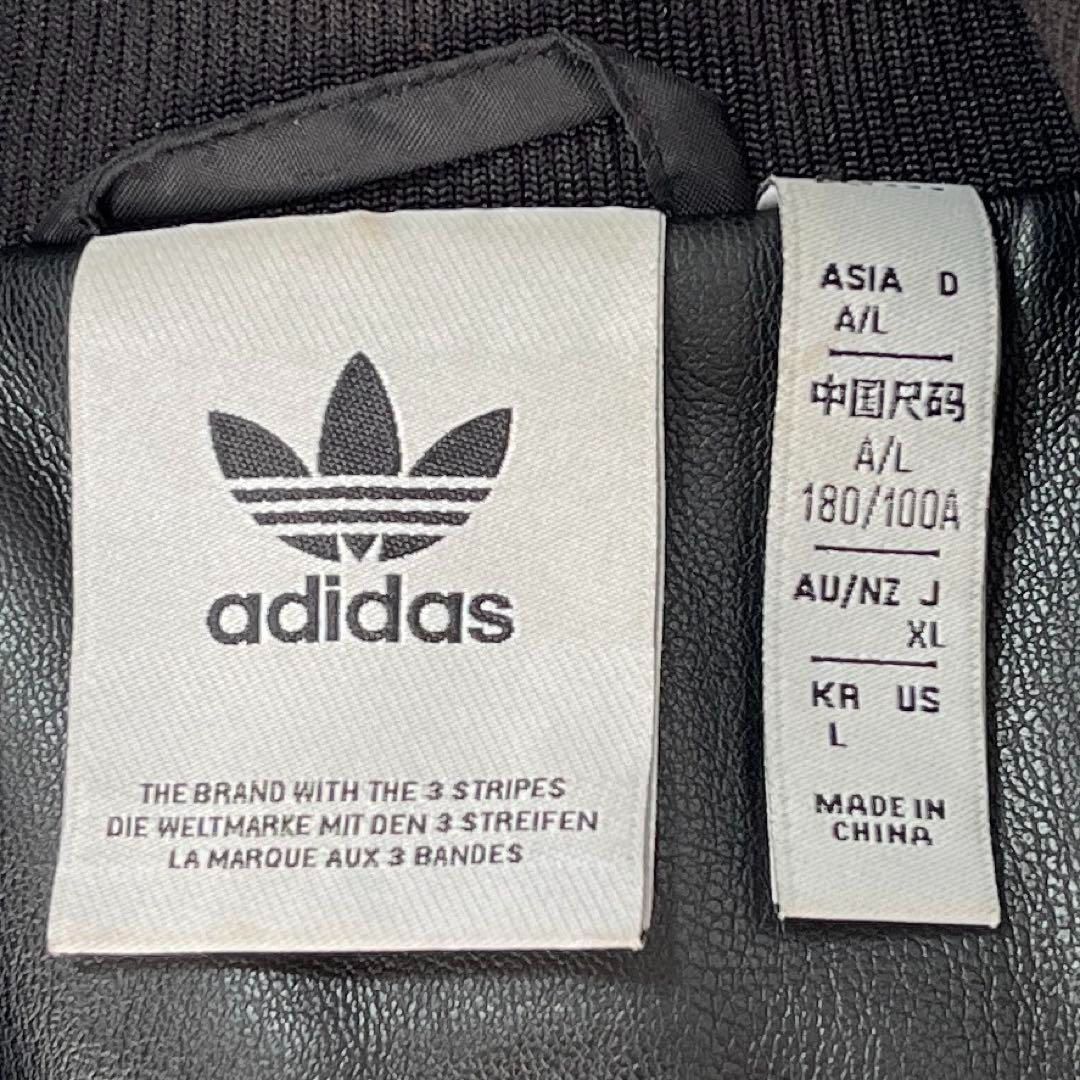 adidas
THE BRAND WITH THE 3 STRIPES
DIE WELTMARKE MIT DEN 3 STREIFEN
LA MARQUE AUX 3 BANDES
ASIA D
A/L
中国尺码
A/L
180/100A
AU/NZ J
XL
KR US
L
MADE IN
CHINA